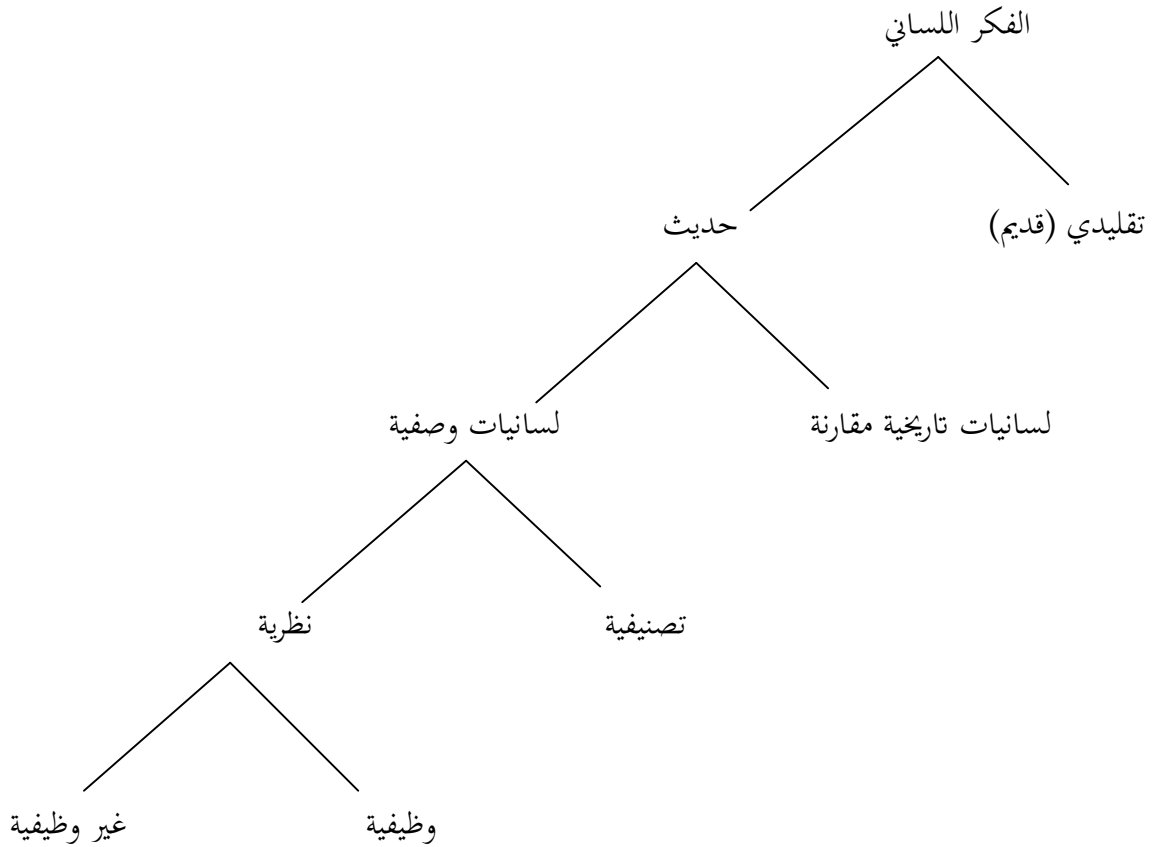 الفكر اللساني
تقليدي (قديم)
حديث
لسانيات تاريخية مقارنة
لسانيات وصفية
تصنيفية
نظرية
وظيفية
غير وظيفية